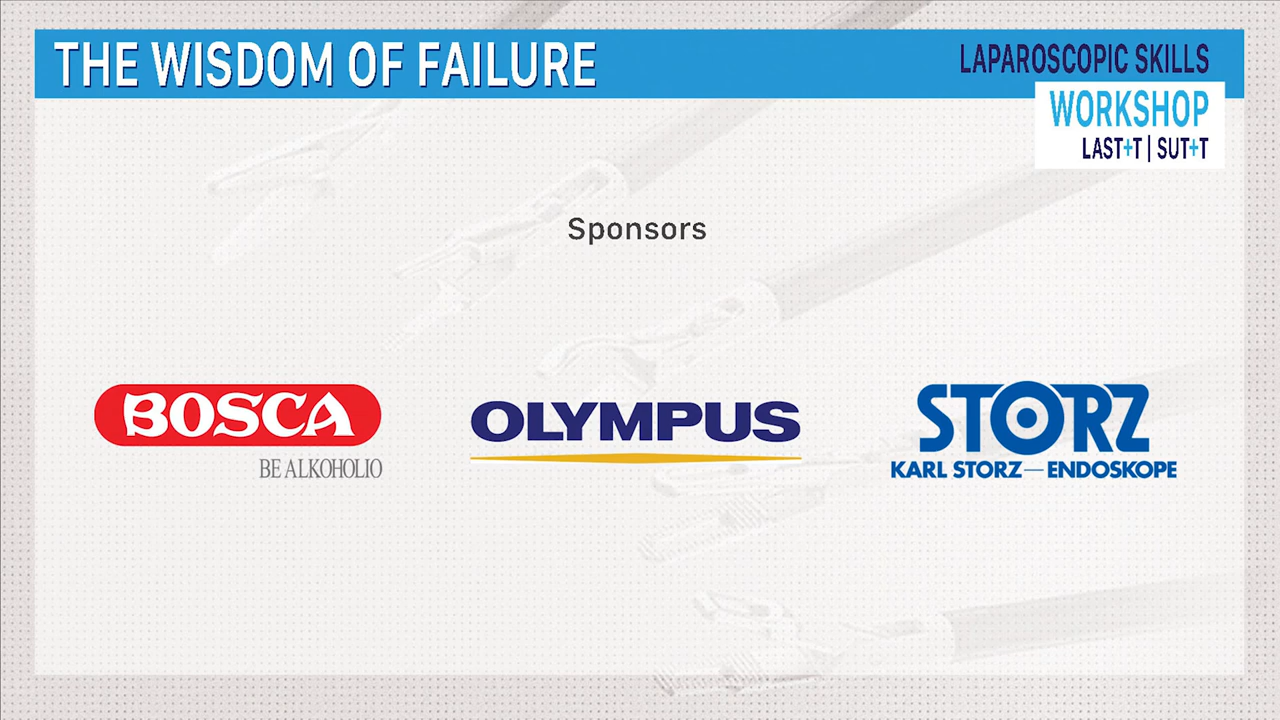 THE WISDOM OF FAILURE
LAPAROSCOPIC SKILLS
WORKSHOP
LAST+T | SUT+T
Sponsors
BOSCA
BE ALKOHOLIO
OLYMPUS
STORZ
KARL STORZ—ENDOSKOPE